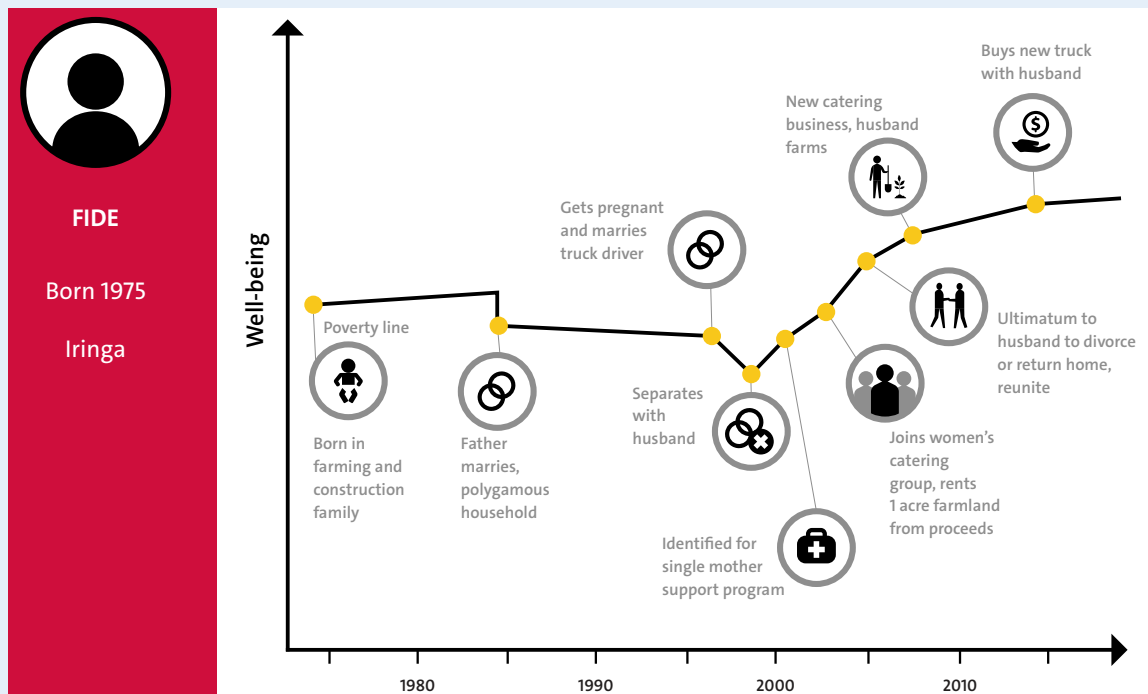 FIDE
Born 1975
Iringa
Well-being
Poverty line
Born in
farming and
construction
family
Father
marries,
polygamous
household
Gets pregnant
and marries
truck driver
Separates
with
husband
Identified for
single mother
support program
Joins women’s
catering
group, rents
1 acre farmland
from proceeds
Ultimatum to
husband to divorce
or return home,
reunite
New catering
business, husband
farms
Buys new truck
with husband
$
1980
1990
2000
2010